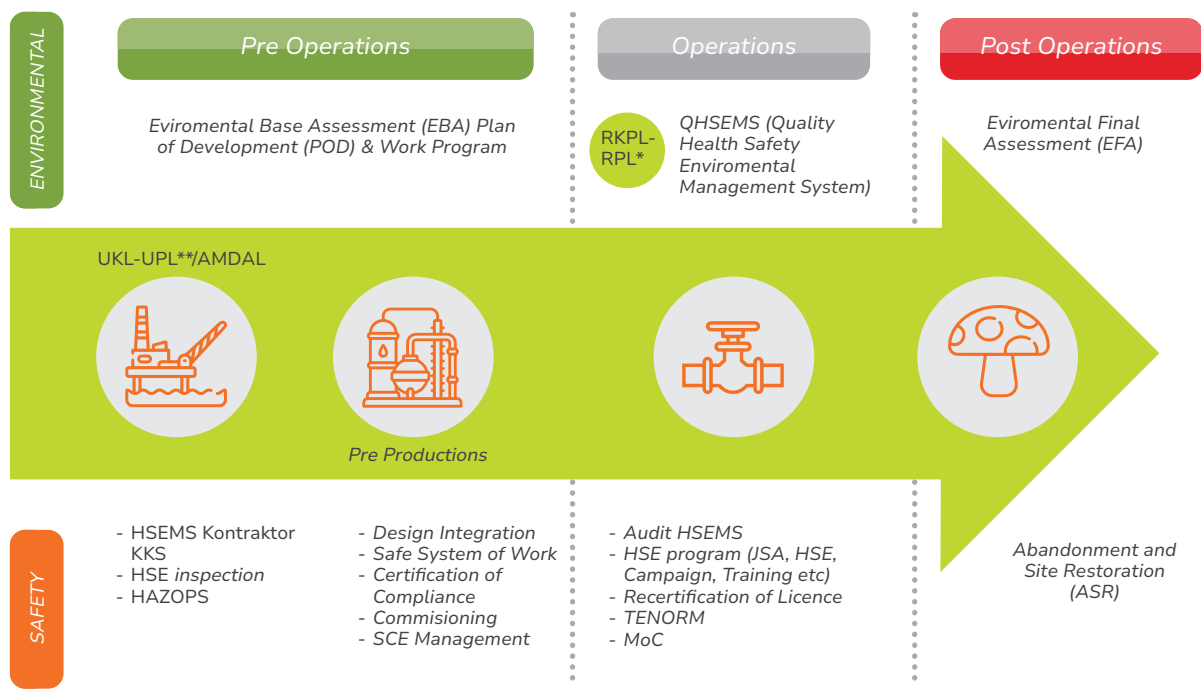 ENVIRONMENTAL
Pre Operations
Operations
Post Operations
Eviromental Base Assessment (EBA) Plan
of Development (POD) & Work Program
RKPL-
RPL*
QHSEMS (Quality
Health Safety
Enviromental
Management System)
Eviromental Final
Assessment (EFA)
UKL-UPL**/AMDAL
Pre Productions
SAFETY
- HSEMS Kontraktor
KKS
- HSE inspection
- HAZOPS
- Design Integration
- Safe System of Work
- Certification of
Compliance
- Commisioning
- SCE Management
- Audit HSEMS
- HSE program (JSA, HSE,
Campaign, Training etc)
- Recertification of Licence
- TENORM
- MoC
Abandonment and
Site Restoration
(ASR)